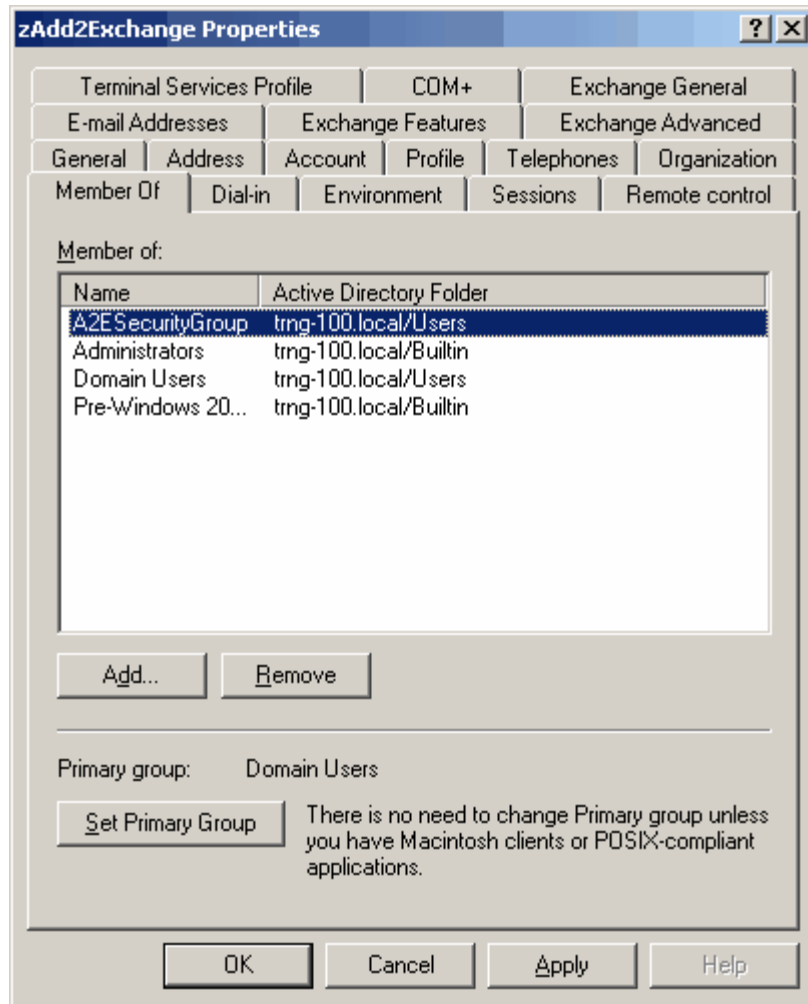 zAdd2Exchange Properties ? X
Terminal Services Profile COM+ Exchange General
E-mail Addresses Exchange Features Exchange Advanced
General Address Account Profile Telephones Organization
Member Of Dial-in Environment Sessions Remote control
Member of:
Name Active Directory Folder
A2ESecurityGroup trng-100.local/Users
Administrators trng-100.local/Builtin
Domain Users trng-100.local/Users
Pre-Windows 20... trng-100.local/Builtin
Add... Remove
Primary group: Domain Users
Set Primary Group
There is no need to change Primary group unless
you have Macintosh clients or POSIX-compliant
applications.
OK Cancel Apply Help